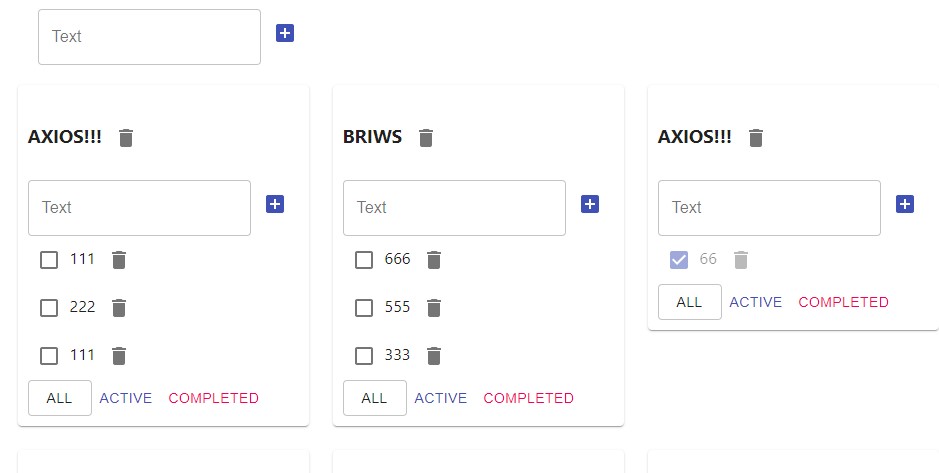 Text
AXIOS!!!
Text
111
222
111
ALL ACTIVE COMPLETED
BRIWS
Text
666
555
333
ALL ACTIVE COMPLETED
AXIOS!!!
Text
66
ALL ACTIVE COMPLETED